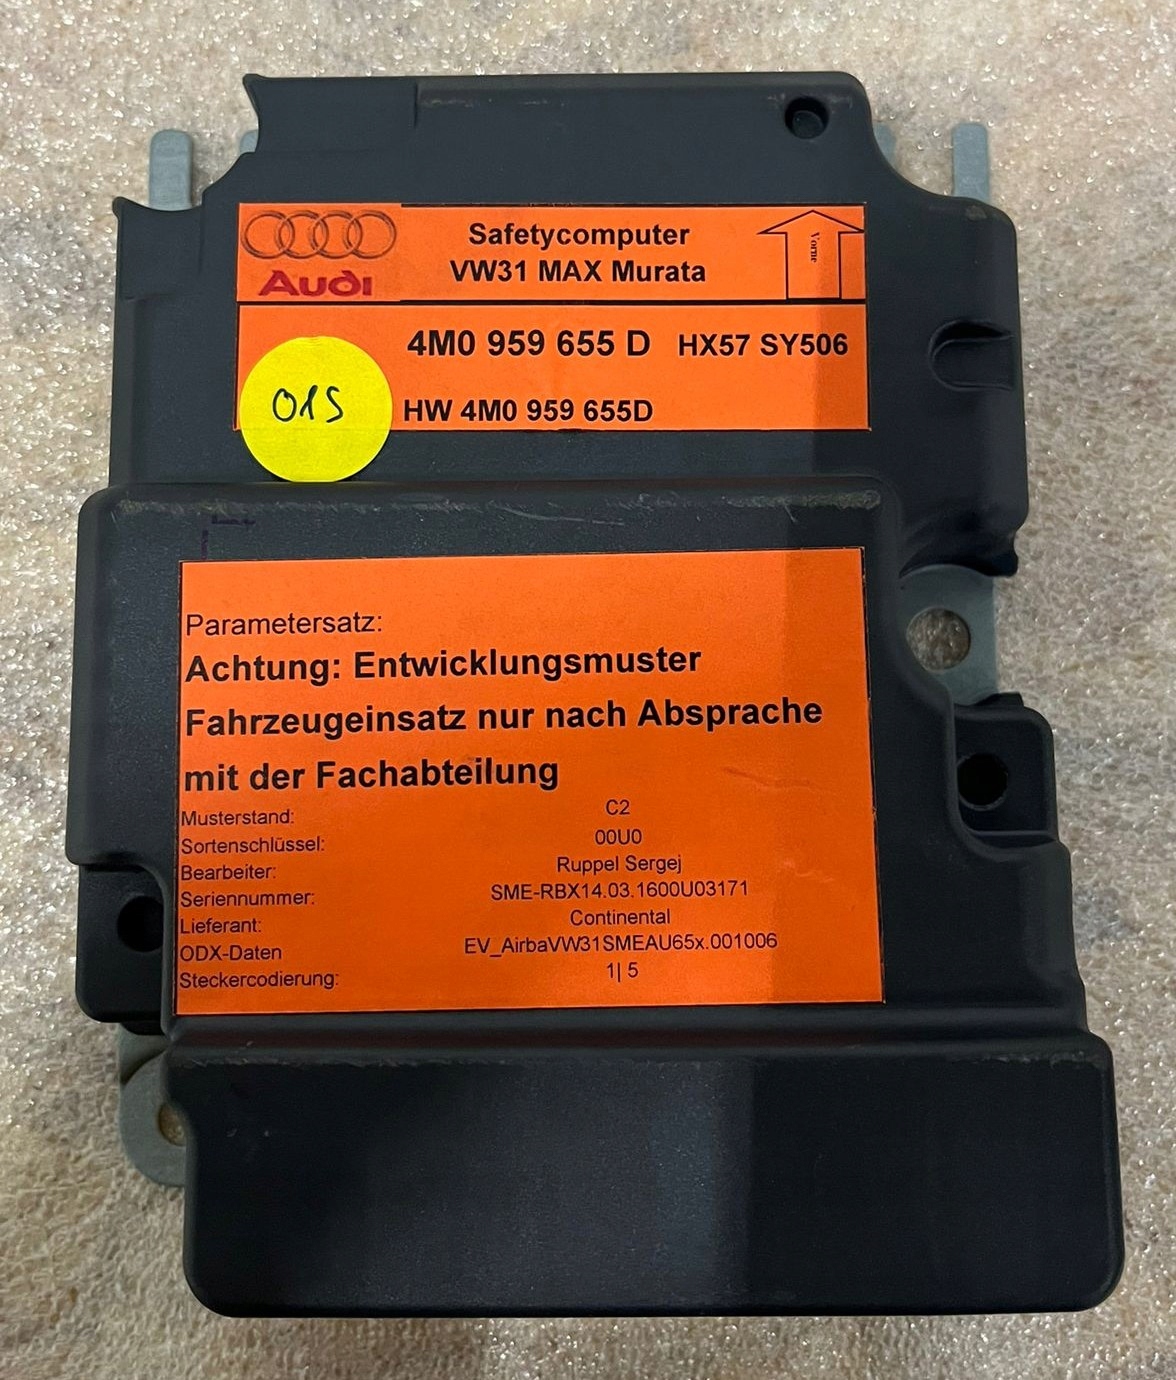 Audi
Safetycomputer
VW31 MAX Murata
Vorne
4M0 959 655 D HX57 SY506
HW 4M0 959 655D
01S
Parametersatz:
Achtung: Entwicklungsmuster
Fahrzeugeinsatz nur nach Absprache
mit der Fachabteilung
Musterstand: C2
Sortenschlüssel: 00U0
Bearbeiter: Ruppel Sergej
Seriennummer: SME-RBX14.03.1600U03171
Lieferant: Continental
ODX-Daten EV_AirbaVW31SMEAU65x.001006
Steckercodierung: 1| 5